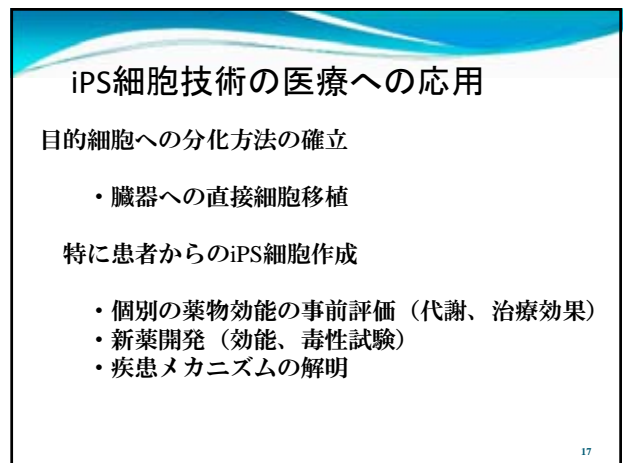 iPS細胞技術の医療への応用
目的細胞への分化方法の確立
・臓器への直接細胞移植
特に患者からのiPS細胞作成
・個別の薬物効能の事前評価（代謝、治療効果）
・新薬開発（効能、毒性試験）
・疾患メカニズムの解明
17